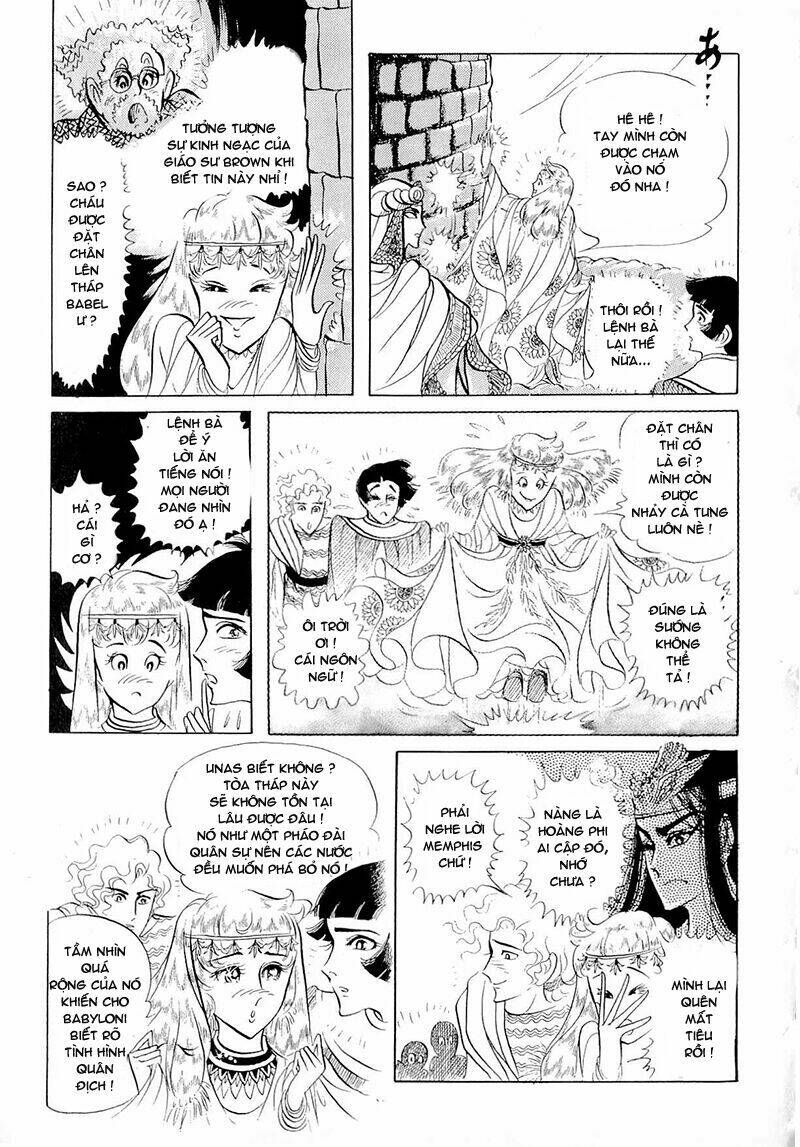 あ...
HÊ HÊ !
TAY MÌNH CÒN
ĐƯỢC CHẠM
VÀO NÓ
ĐÓ NHA !
THÔI RỒI !
LỆNH BÀ
LẠI THẾ
NỮA...
TƯỞNG TƯỢNG
SỰ KINH NGẠC CỦA
GIÁO SƯ BROWN KHI
BIẾT TIN NÀY NHỈ !
SAO ?
CHÁU
ĐƯỢC
ĐẶT
CHÂN
LÊN
THÁP
BABEL
Ư ?
ĐẶT CHÂN
THÌ CÓ
LÀ GÌ ?
MÌNH CÒN
ĐƯỢC
NHẢY CẢ TƯNG
LUÔN NÈ !
ĐÚNG LÀ
SƯỚNG
KHÔNG
THỂ
TẢ !
ÔI TRỜI
ƠI !
CÁI NGÔN
NGỮ !
LỆNH BÀ
ĐỂ Ý
LỜI ĂN
TIẾNG NÓI !
MỌI NGƯỜI
ĐANG NHÌN
ĐÓ Ạ !
HẢ ?
CÁI
GÌ
CƠ ?
NÀNG LÀ
HOÀNG PHI
AI CẬP ĐÓ,
NHỚ
CHƯA ?
PHẢI
NGHE LỜI
MEMPHIS
CHỨ !
MÌNH LẠI
QUÊN
MẤT
TIÊU
RỒI !
UNAS BIẾT KHÔNG ?
TÒA THÁP NÀY
SẼ KHÔNG TỒN TẠI
LÂU ĐƯỢC ĐÂU !
NÓ NHƯ MỘT PHÁO ĐÀI
QUÂN SỰ NÊN CÁC NƯỚC
ĐỀU MUỐN PHÁ BỎ NÓ !
TẦM NHÌN
QUÁ
RỘNG CỦA NÓ
KHIẾN CHO
BABYLONI
BIẾT RÕ
TÌNH HÌNH
QUÂN
ĐỊCH !